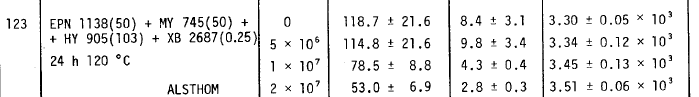 123 EPN 1138(50) + MY 745(50) + 0 118.7 ± 21.6 8.4 ± 3.1 3.30 ± 0.05 × 10³
+ HY 905(103) + XB 2687(0.25) 5 × 10⁶ 114.8 ± 21.6 9.8 ± 3.4 3.34 ± 0.12 × 10³
24 h 120 °C 1 × 10⁷ 78.5 ± 8.8 4.3 ± 0.4 3.45 ± 0.13 × 10³
ALSTHOM 2 × 10⁷ 53.0 ± 6.9 2.8 ± 0.3 3.51 ± 0.06 × 10³